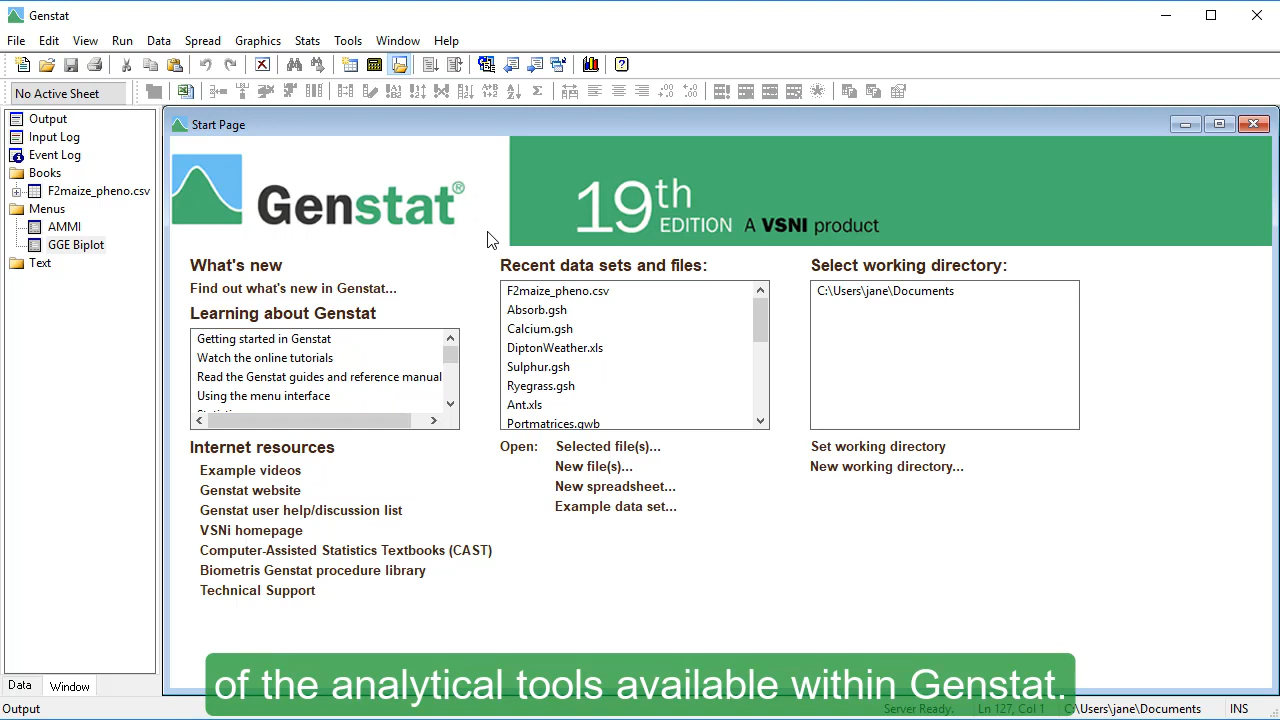 Genstat
File Edit View Run Data Spread Graphics Stats Tools Window Help
No Active Sheet
Output
Input Log
Event Log
Books
F2maize_pheno.csv
Menus
AMMI
GGE Biplot
Text
Data Window
Start Page
Genstat®
19th EDITION A VSNI product
What's new
Find out what's new in Genstat...
Learning about Genstat
Getting started in Genstat
Watch the online tutorials
Read the Genstat guides and reference manual
Using the menu interface
Internet resources
Example videos
Genstat website
Genstat user help/discussion list
VSNi homepage
Computer-Assisted Statistics Textbooks (CAST)
Biometris Genstat procedure library
Technical Support
Recent data sets and files:
F2maize_pheno.csv
Absorb.gsh
Calcium.gsh
DiptonWeather.xls
Sulphur.gsh
Ryegrass.gsh
Ant.xls
Portmatrices.gwb
Open: Selected file(s)...
New file(s)...
New spreadsheet...
Example data set...
Select working directory:
C:\Users\jane\Documents
Set working directory
New working directory...
of the analytical tools available within Genstat.
Output Server Ready. Ln 127, Col 1 C:\Users\jane\Documents INS